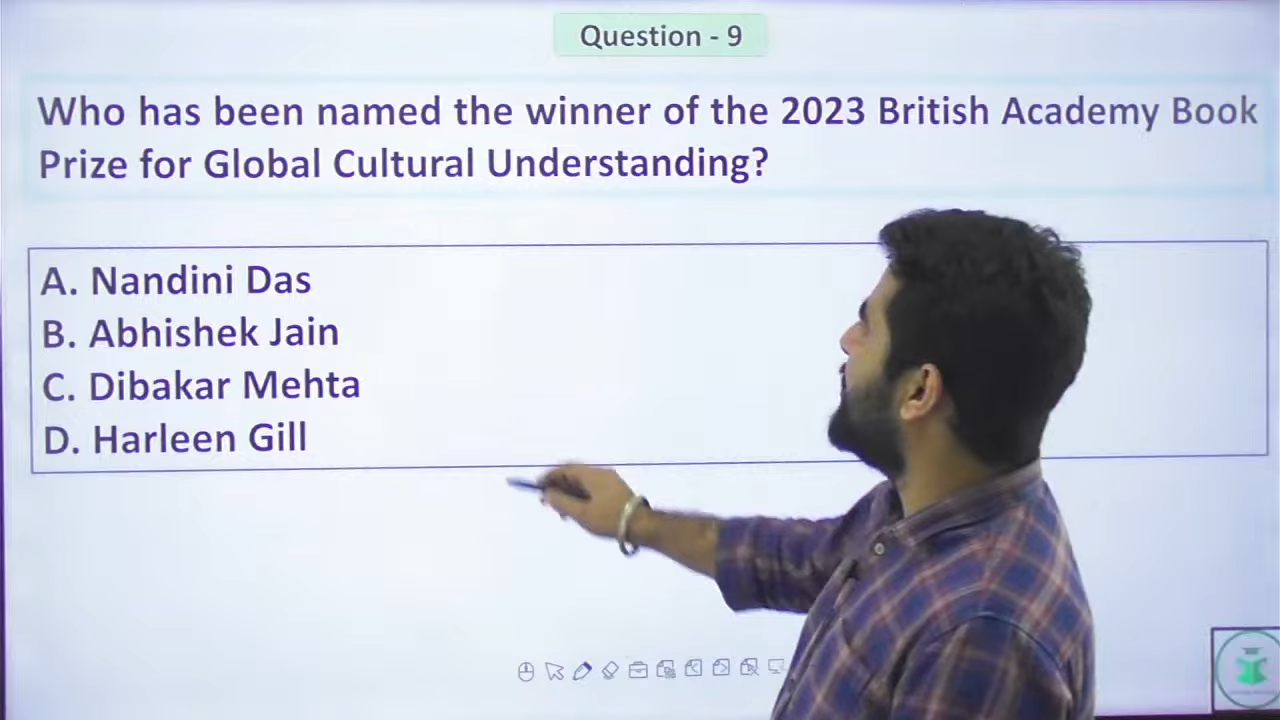 Question - 9
Who has been named the winner of the 2023 British Academy Book
Prize for Global Cultural Understanding?
A. Nandini Das
B. Abhishek Jain
C. Dibakar Mehta
D. Harleen Gill